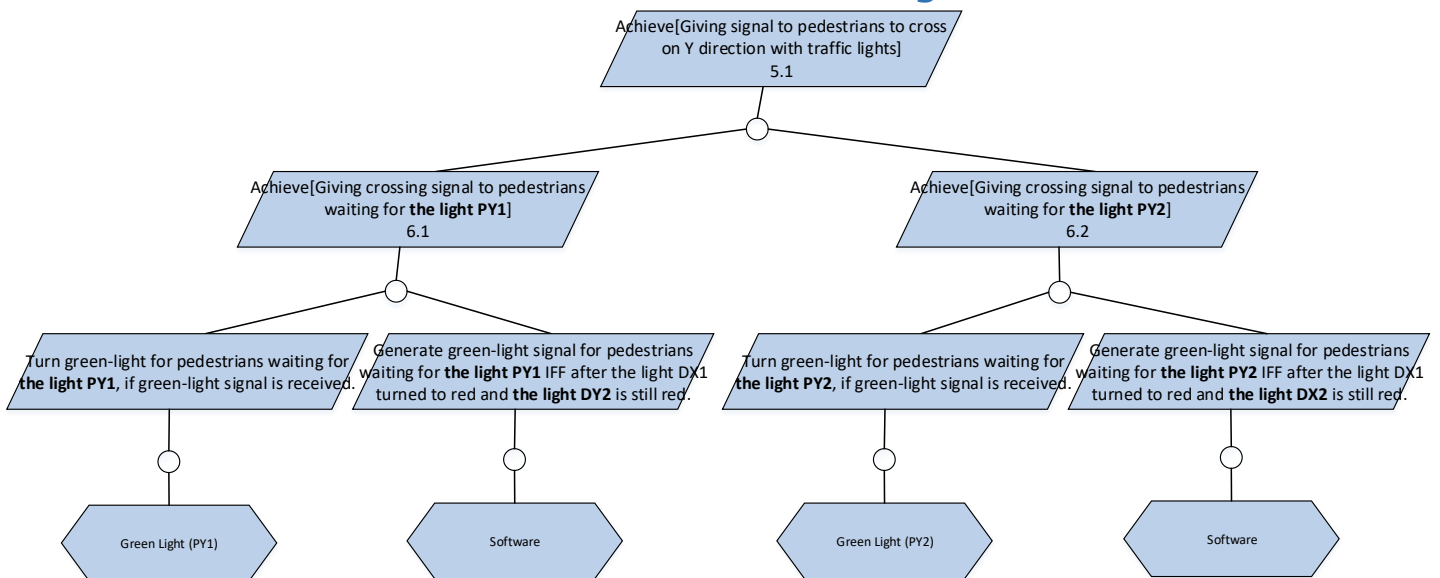 Achieve[Giving signal to pedestrians to cross
on Y direction with traffic lights]
5.1
Achieve[Giving crossing signal to pedestrians
waiting for the light PY1]
6.1
Achieve[Giving crossing signal to pedestrians
waiting for the light PY2]
6.2
Turn green-light for pedestrians waiting for
the light PY1, if green-light signal is received.
Generate green-light signal for pedestrians
waiting for the light PY1 IFF after the light DX1
turned to red and the light DY2 is still red.
Turn green-light for pedestrians waiting for
the light PY2, if green-light signal is received.
Generate green-light signal for pedestrians
waiting for the light PY2 IFF after the light DX1
turned to red and the light DX2 is still red.
Green Light (PY1)
Software
Green Light (PY2)
Software